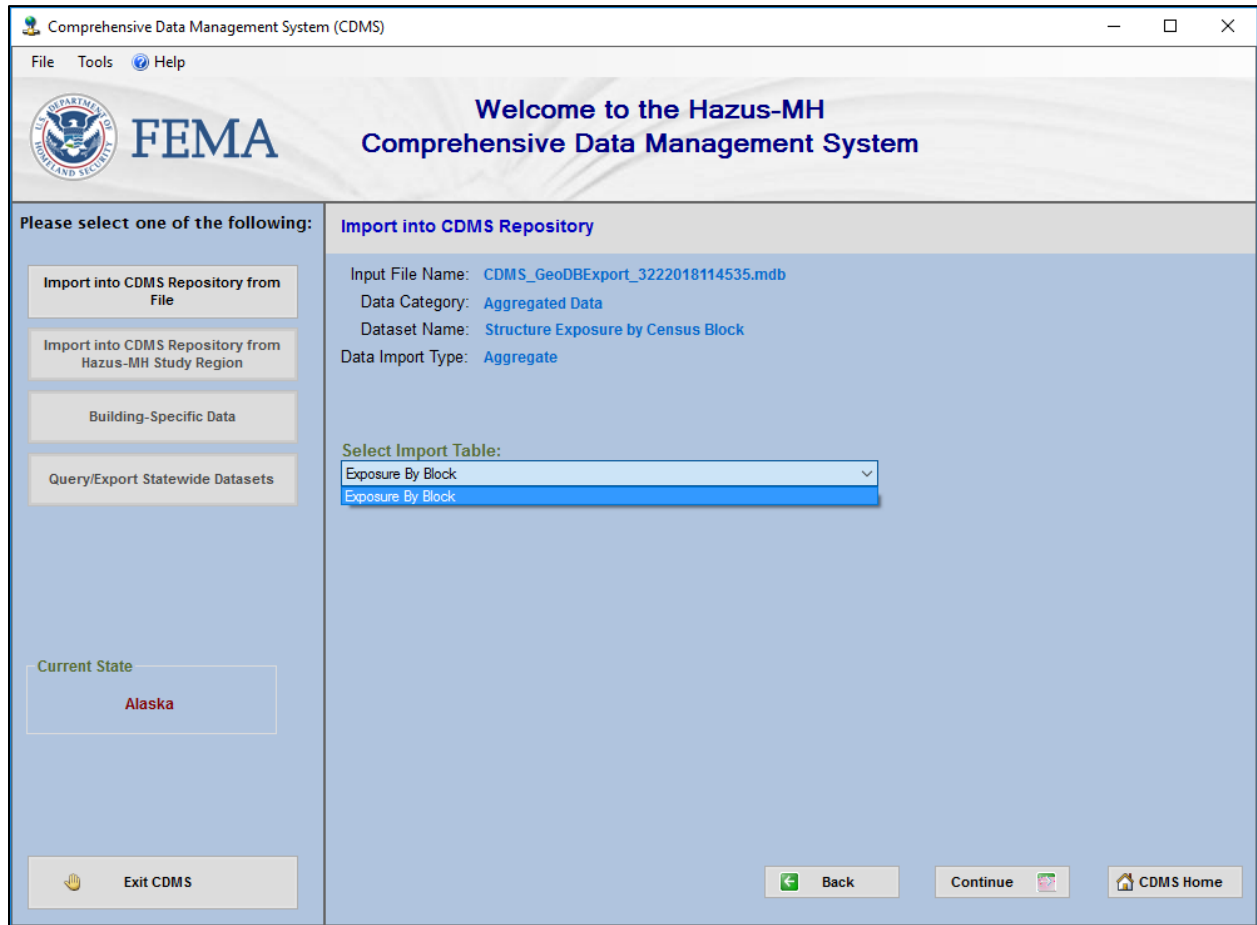 Comprehensive Data Management System (CDMS)
File Tools Help
U.S. DEPARTMENT OF
HOMELAND SECURITY
FEMA
Welcome to the Hazus-MH
Comprehensive Data Management System
Please select one of the following:
Import into CDMS Repository from
File
Import into CDMS Repository from
Hazus-MH Study Region
Building-Specific Data
Query/Export Statewide Datasets
Current State
Alaska
Exit CDMS
Import into CDMS Repository
Input File Name: CDMS_GeoDBExport_3222018114535.mdb
Data Category: Aggregated Data
Dataset Name: Structure Exposure by Census Block
Data Import Type: Aggregate
Select Import Table:
Exposure By Block
Exposure By Block
Back
Continue
CDMS Home